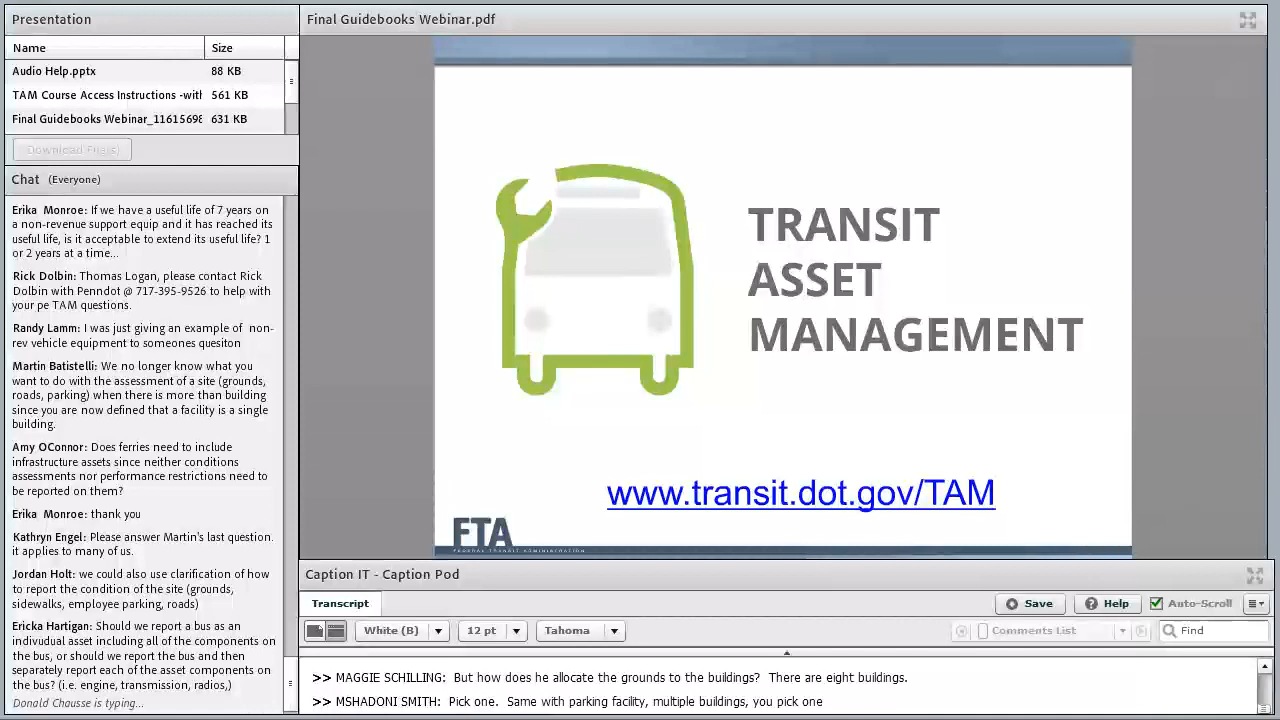 Presentation
Name Size
Audio Help.pptx 88 KB
TAM Course Access Instructions -with 561 KB
Final Guidebooks Webinar_11615698 631 KB
Download File(s)
Chat (Everyone)
Erika Monroe: If we have a useful life of 7 years on
a non-revenue support equip and it has reached its
useful life, is it acceptable to extend its useful life? 1
or 2 years at a time...
Rick Dolbin: Thomas Logan, please contact Rick
Dolbin with Penndot @ 717-395-9526 to help with
your pe TAM questions.
Randy Lamm: I was just giving an example of non-
rev vehicle equipment to someones queston
Martin Batistelli: We no longer know what you
want to do with the assessment of a site (grounds,
roads, parking) when there is more than building
since you are now defined that a facility is a single
building.
Amy OConnor: Does ferries need to include
infrastructure assets since neither conditions
assessments nor performance restrictions need to
be reported on them?
Erika Monroe: thank you
Kathryn Engel: Please answer Martin's last question.
it applies to many of us.
Jordan Holt: we could also use clarification of how
to report the condition of the site (grounds,
sidewalks, employee parking, roads)
Ericka Hartigan: Should we report a bus as an
indivudual asset including all of the components on
the bus, or should we report the bus and then
separately report each of the asset components on
the bus? (i.e. engine, transmission, radios,)
Donald Chausse is typing...
Final Guidebooks Webinar.pdf
TRANSIT
ASSET
MANAGEMENT
www.transit.dot.gov/TAM
FTA
FEDERAL TRANSIT ADMINISTRATION
Caption IT - Caption Pod
Transcript Save Help Auto-Scroll
White (B) 12 pt Tahoma Comments List Find
>> MAGGIE SCHILLING: But how does he allocate the grounds to the buildings? There are eight buildings.
>> MSHADONI SMITH: Pick one. Same with parking facility, multiple buildings, you pick one